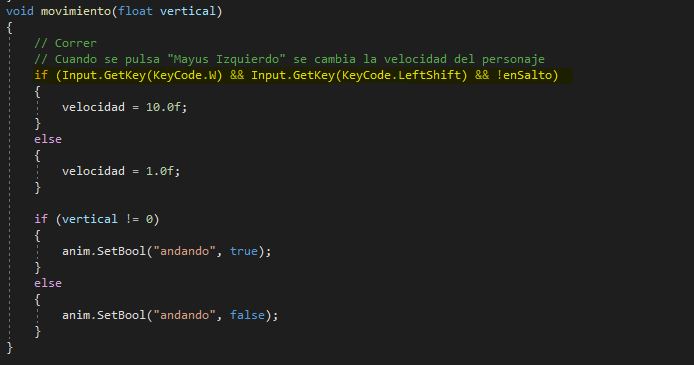 void movimiento(float vertical)
{
// Correr
// Cuando se pulsa "Mayus Izquierdo" se cambia la velocidad del personaje
if (Input.GetKey(KeyCode.W) && Input.GetKey(KeyCode.LeftShift) && !enSalto)
{
velocidad = 10.0f;
}
else
{
velocidad = 1.0f;
}
if (vertical != 0)
{
anim.SetBool("andando", true);
}
else
{
anim.SetBool("andando", false);
}
}